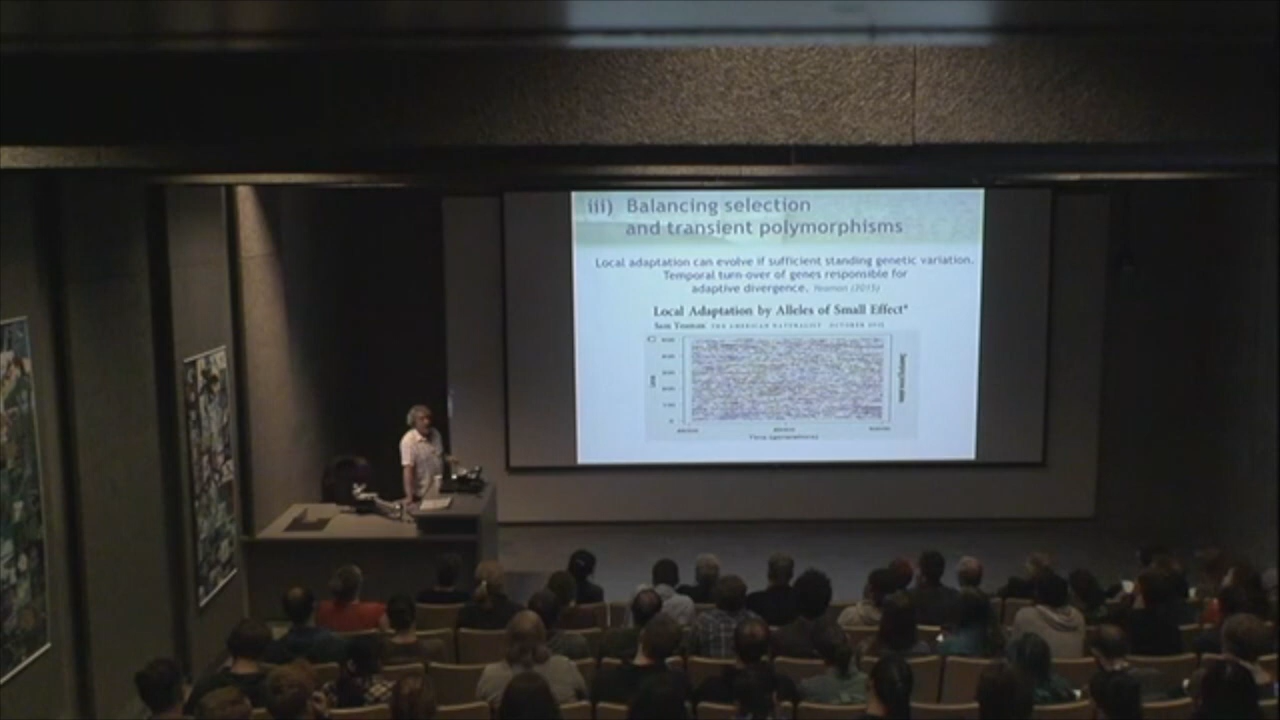 iii) Balancing selection
and transient polymorphisms
Local adaptation can evolve if sufficient standing genetic variation.
Temporal turn-over of genes responsible for
adaptive divergence. Yeaman (2015)
Local Adaptation by Alleles of Small Effect*
Sam Yeaman THE AMERICAN NATURALIST OCTOBER 2015
Time (generations)